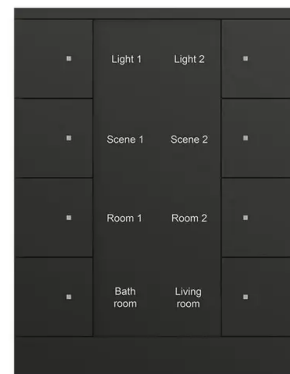 Light 1 Light 2
Scene 1 Scene 2
Room 1 Room 2
Bath Living
room room